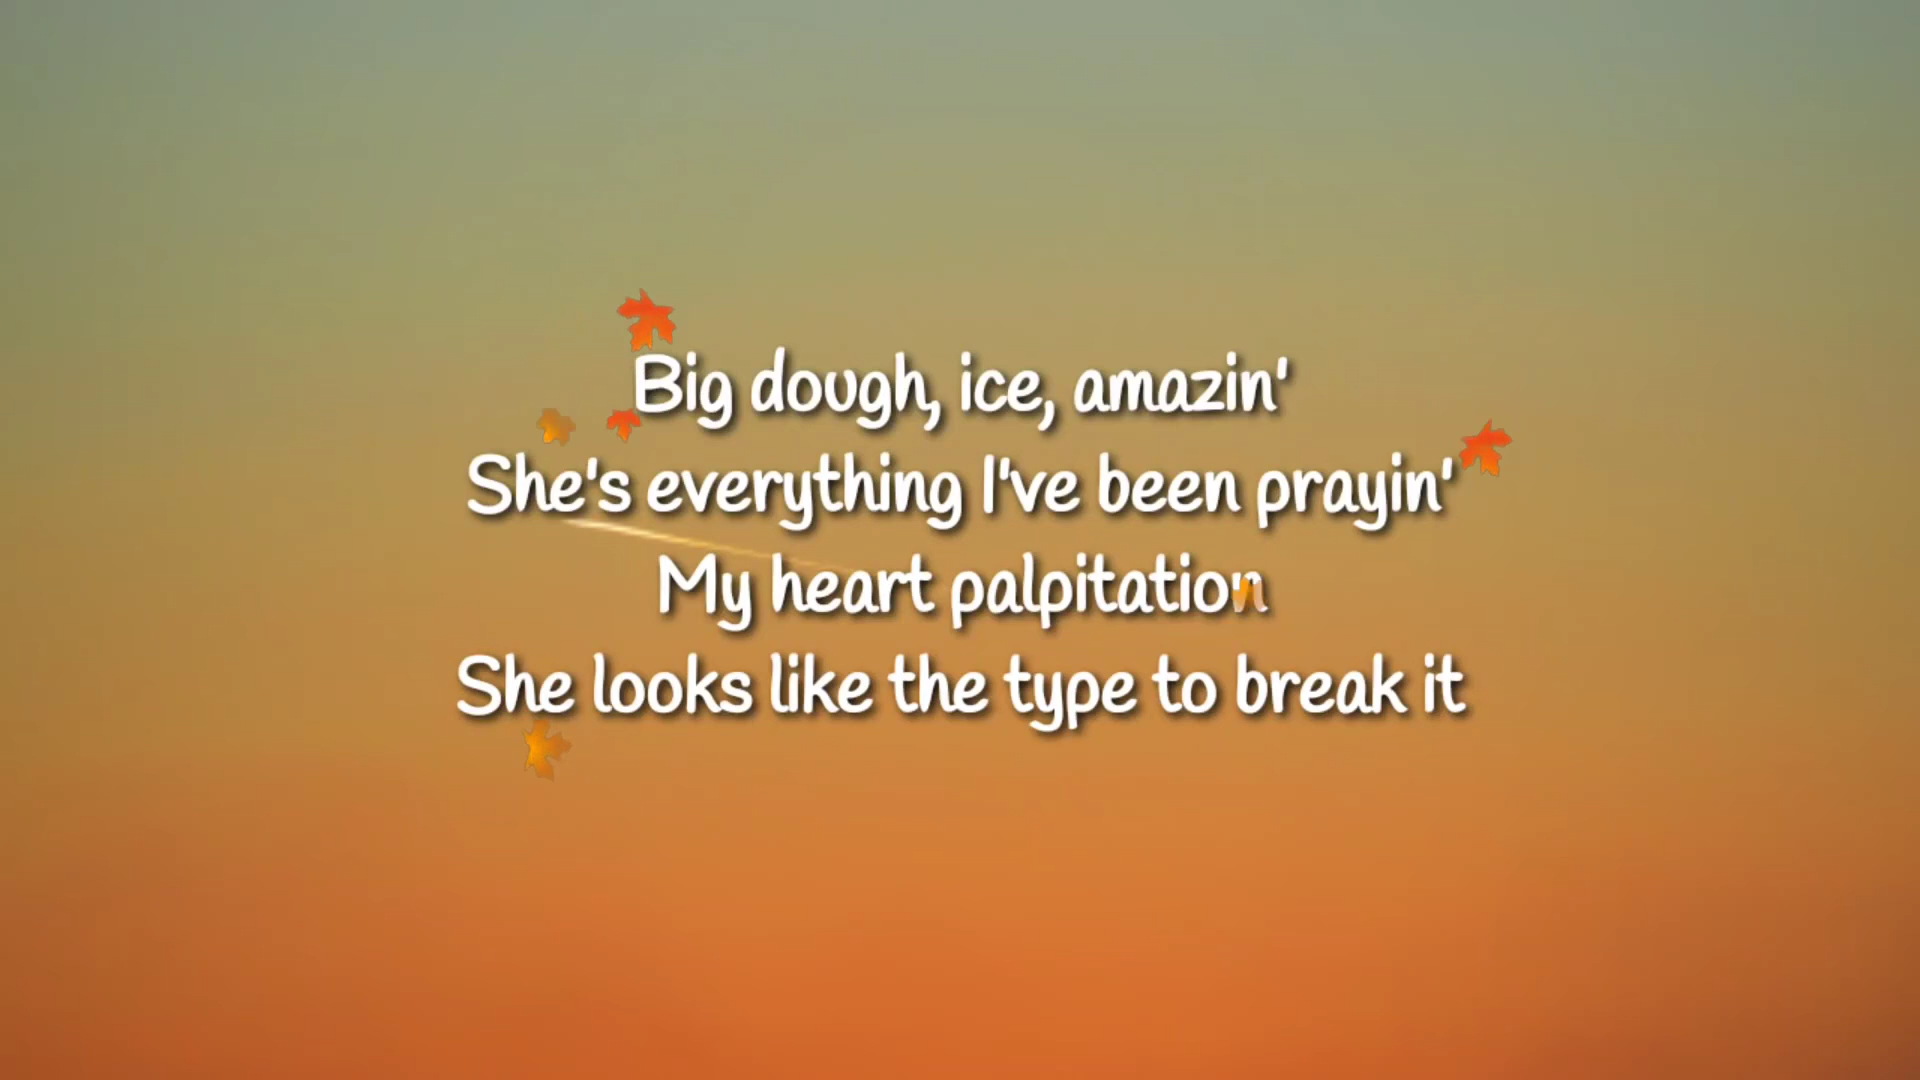 Big dough, ice, amazin'
She's everything I've been prayin'
My heart palpitation
She looks like the type to break it